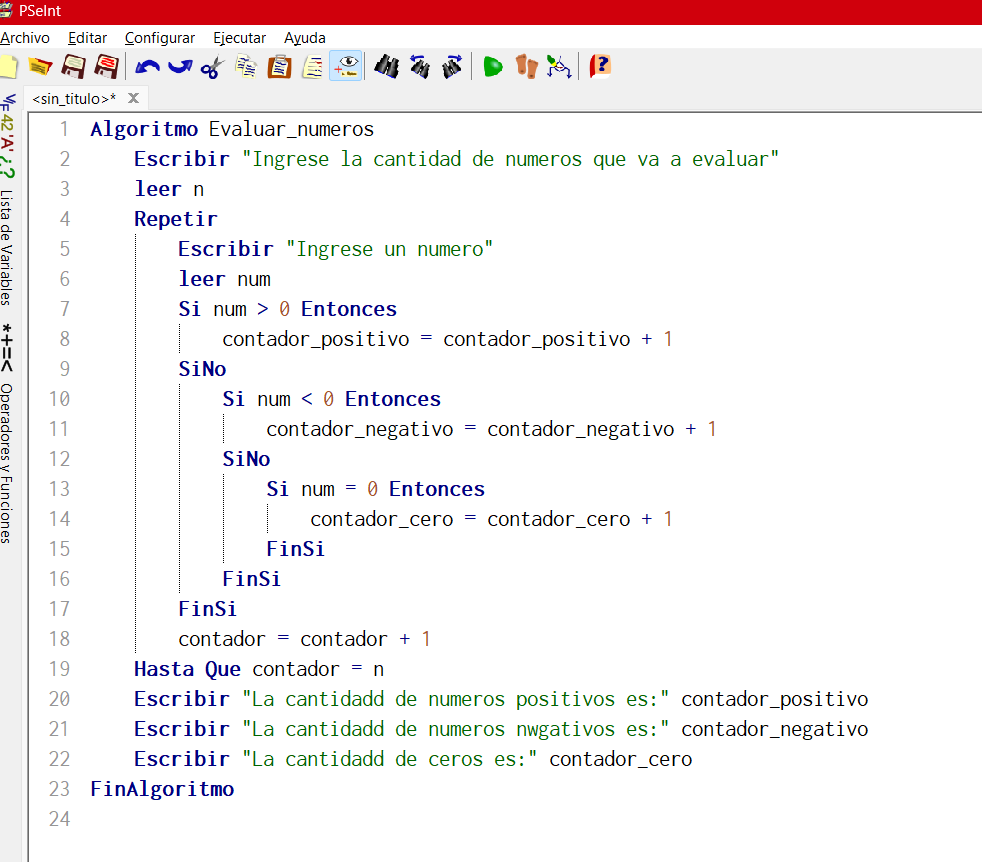 PSeInt
Archivo Editar Configurar Ejecutar Ayuda
<sin_titulo>* X
V/F 42 'A' ¿? Lista de Variables
*+=< Operadores y Funciones
1 Algoritmo Evaluar_numeros
2 Escribir "Ingrese la cantidad de numeros que va a evaluar"
3 leer n
4 Repetir
5 Escribir "Ingrese un numero"
6 leer num
7 Si num > 0 Entonces
8 contador_positivo = contador_positivo + 1
9 SiNo
10 Si num < 0 Entonces
11 contador_negativo = contador_negativo + 1
12 SiNo
13 Si num = 0 Entonces
14 contador_cero = contador_cero + 1
15 FinSi
16 FinSi
17 FinSi
18 contador = contador + 1
19 Hasta Que contador = n
20 Escribir "La cantidadd de numeros positivos es:" contador_positivo
21 Escribir "La cantidadd de numeros nwgativos es:" contador_negativo
22 Escribir "La cantidadd de ceros es:" contador_cero
23 FinAlgoritmo
24